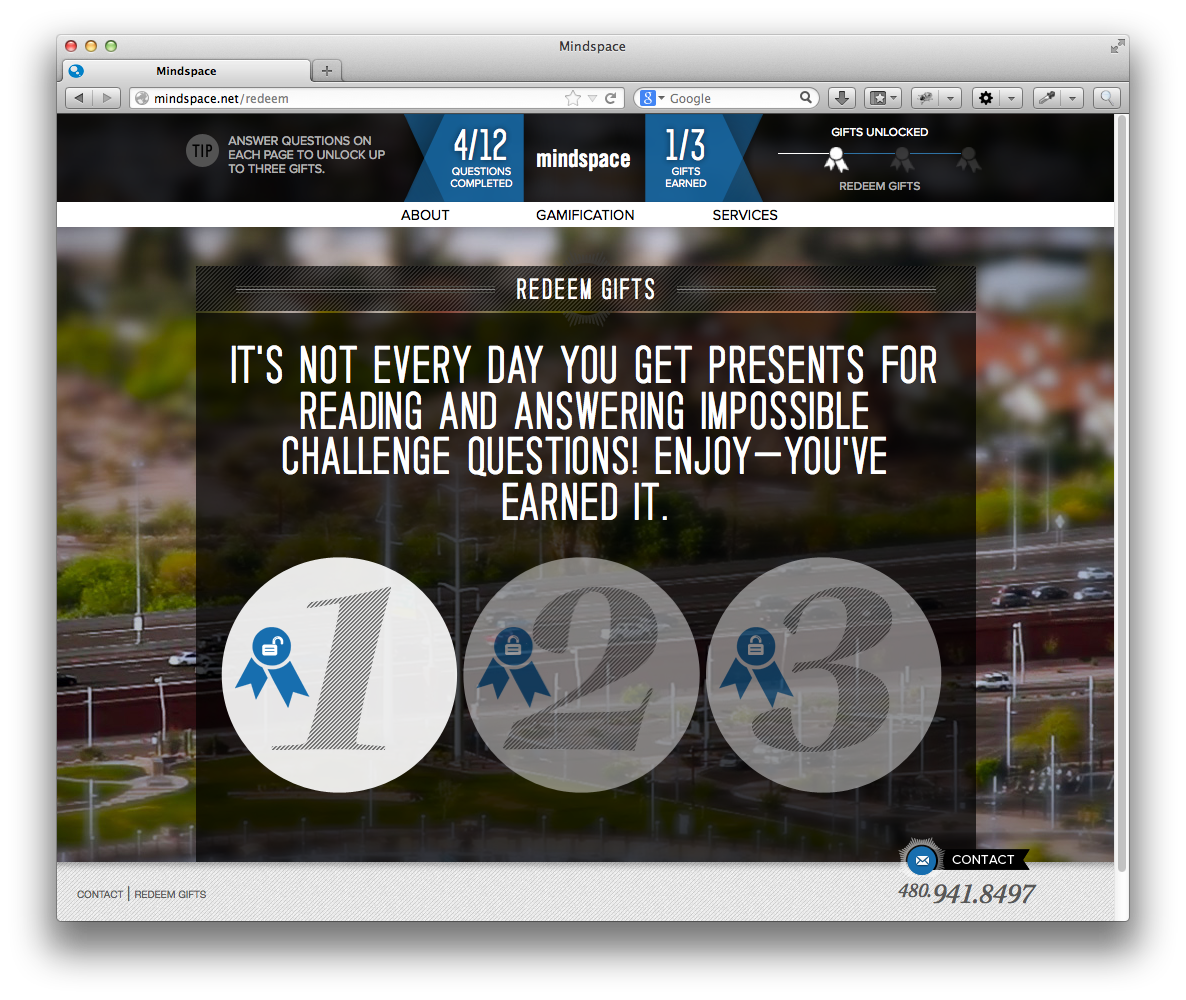 Mindspace
Mindspace
mindspace.net/redeem
Google
TIP
ANSWER QUESTIONS ON
EACH PAGE TO UNLOCK UP
TO THREE GIFTS.
4/12
QUESTIONS
COMPLETED
mindspace
1/3
GIFTS
EARNED
GIFTS UNLOCKED
REDEEM GIFTS
ABOUT GAMIFICATION SERVICES
REDEEM GIFTS
IT'S NOT EVERY DAY YOU GET PRESENTS FOR
READING AND ANSWERING IMPOSSIBLE
CHALLENGE QUESTIONS! ENJOY—YOU'VE
EARNED IT.
1 2 3
CONTACT
480.941.8497
CONTACT | REDEEM GIFTS